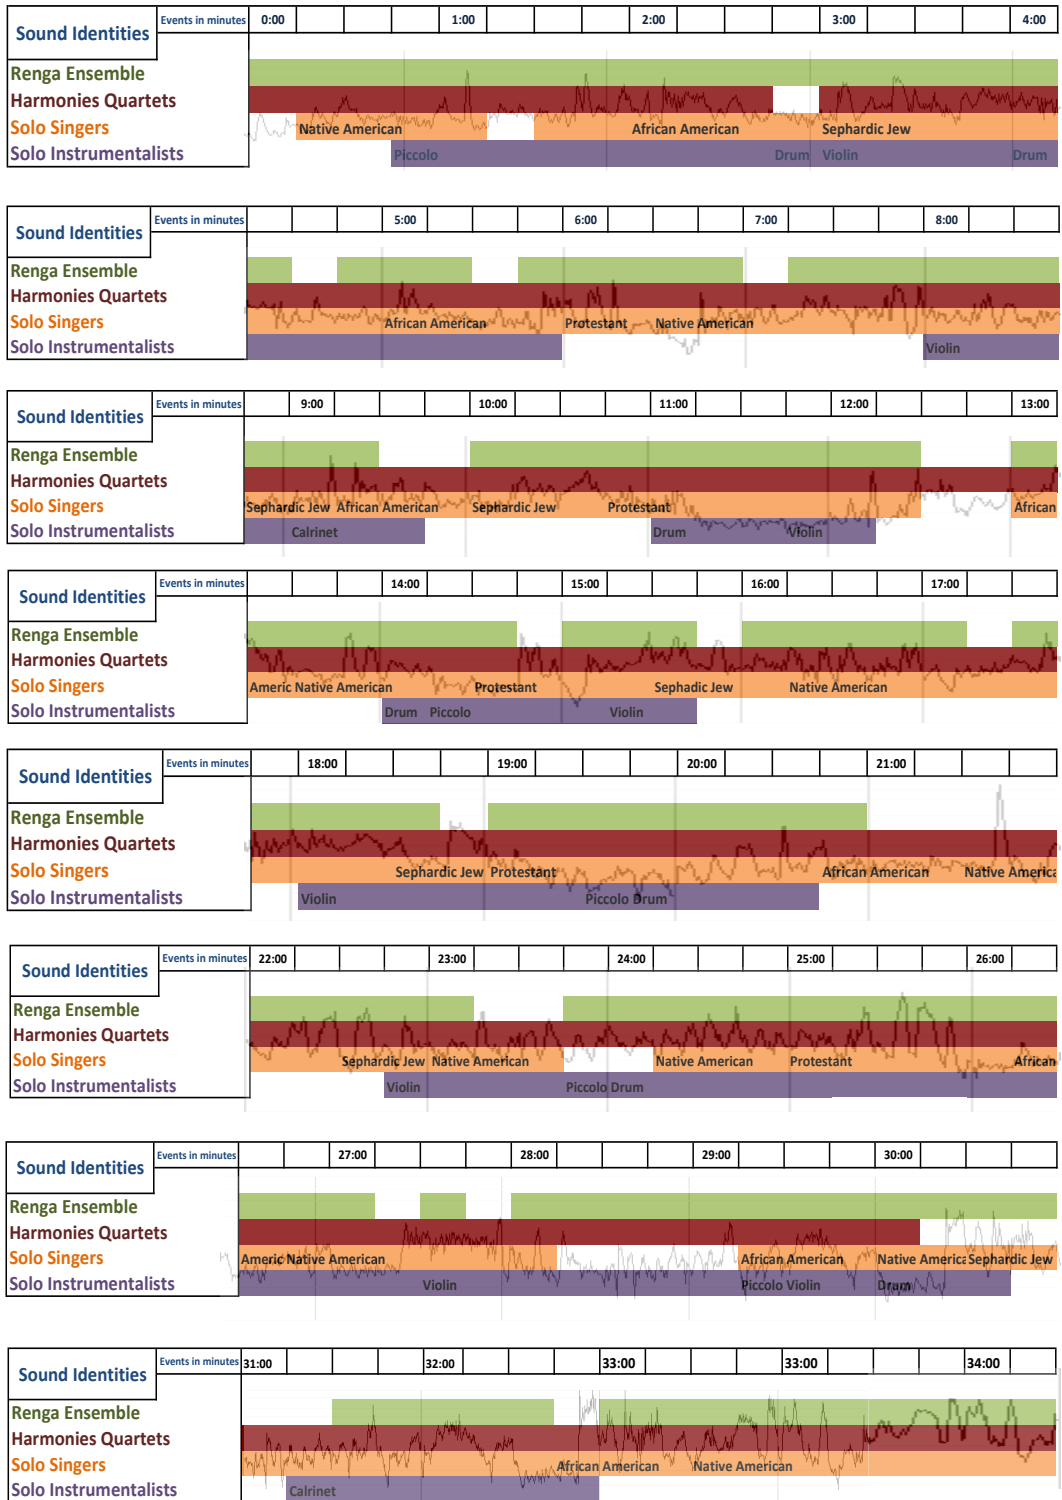 Sound Identities Events in minutes 0:00 1:00 2:00 3:00 4:00
Renga Ensemble
Harmonies Quartets
Solo Singers Native American African American Sephardic Jew
Solo Instrumentalists Piccolo Drum Violin Drum
Sound Identities Events in minutes 5:00 6:00 7:00 8:00
Renga Ensemble
Harmonies Quartets
Solo Singers African American Protestant Native American
Solo Instrumentalists Violin
Sound Identities Events in minutes 9:00 10:00 11:00 12:00 13:00
Renga Ensemble
Harmonies Quartets
Solo Singers Sephardic Jew African American Sephardic Jew Protestant African
Solo Instrumentalists Calrinet Drum Violin
Sound Identities Events in minutes 14:00 15:00 16:00 17:00
Renga Ensemble
Harmonies Quartets
Solo Singers Americ Native American Protestant Sephadic Jew Native American
Solo Instrumentalists Drum Piccolo Violin
Sound Identities Events in minutes 18:00 19:00 20:00 21:00
Renga Ensemble
Harmonies Quartets
Solo Singers Sephardic Jew Protestant African American Native America
Solo Instrumentalists Violin Piccolo Drum
Sound Identities Events in minutes 22:00 23:00 24:00 25:00 26:00
Renga Ensemble
Harmonies Quartets
Solo Singers Sephardic Jew Native American Native American Protestant African
Solo Instrumentalists Violin Piccolo Drum
Sound Identities Events in minutes 27:00 28:00 29:00 30:00
Renga Ensemble
Harmonies Quartets
Solo Singers Americ Native American African American Native Americ Sephardic Jew
Solo Instrumentalists Violin Piccolo Violin Drum
Sound Identities Events in minutes 31:00 32:00 33:00 33:00 34:00
Renga Ensemble
Harmonies Quartets
Solo Singers African American Native American
Solo Instrumentalists Calrinet